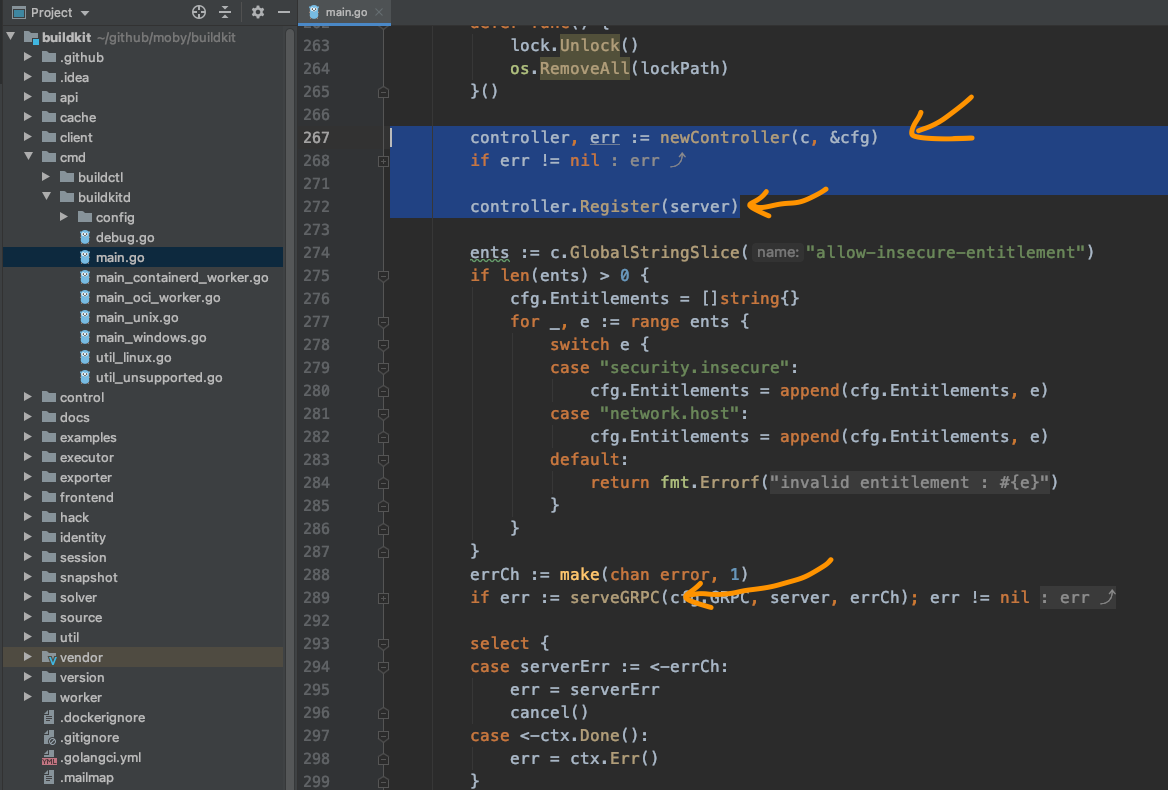 Project
main.go
buildkit ~/github/moby/buildkit
.github
.idea
api
cache
client
cmd
buildctl
buildkitd
config
debug.go
main.go
main_containerd_worker.go
main_oci_worker.go
main_unix.go
main_windows.go
util_linux.go
util_unsupported.go
control
docs
examples
executor
exporter
frontend
hack
identity
session
snapshot
solver
source
util
vendor
version
worker
.dockerignore
.gitignore
.golangci.yml
.mailmap
263 lock.Unlock()
264 os.RemoveAll(lockPath)
265 }()
266
267 controller, err := newController(c, &cfg)
268 if err != nil : err
271
272 controller.Register(server)
273
274 ents := c.GlobalStringSlice( name: "allow-insecure-entitlement")
275 if len(ents) > 0 {
276 cfg.Entitlements = []string{}
277 for _, e := range ents {
278 switch e {
279 case "security.insecure":
280 cfg.Entitlements = append(cfg.Entitlements, e)
281 case "network.host":
282 cfg.Entitlements = append(cfg.Entitlements, e)
283 default:
284 return fmt.Errorf("invalid entitlement : #{e}")
285 }
286 }
287 }
288 errCh := make(chan error, 1)
289 if err := serveGRPC(cfg.GRPC, server, errCh); err != nil : err
292
293 select {
294 case serverErr := <-errCh:
295 err = serverErr
296 cancel()
297 case <-ctx.Done():
298 err = ctx.Err()
299 }